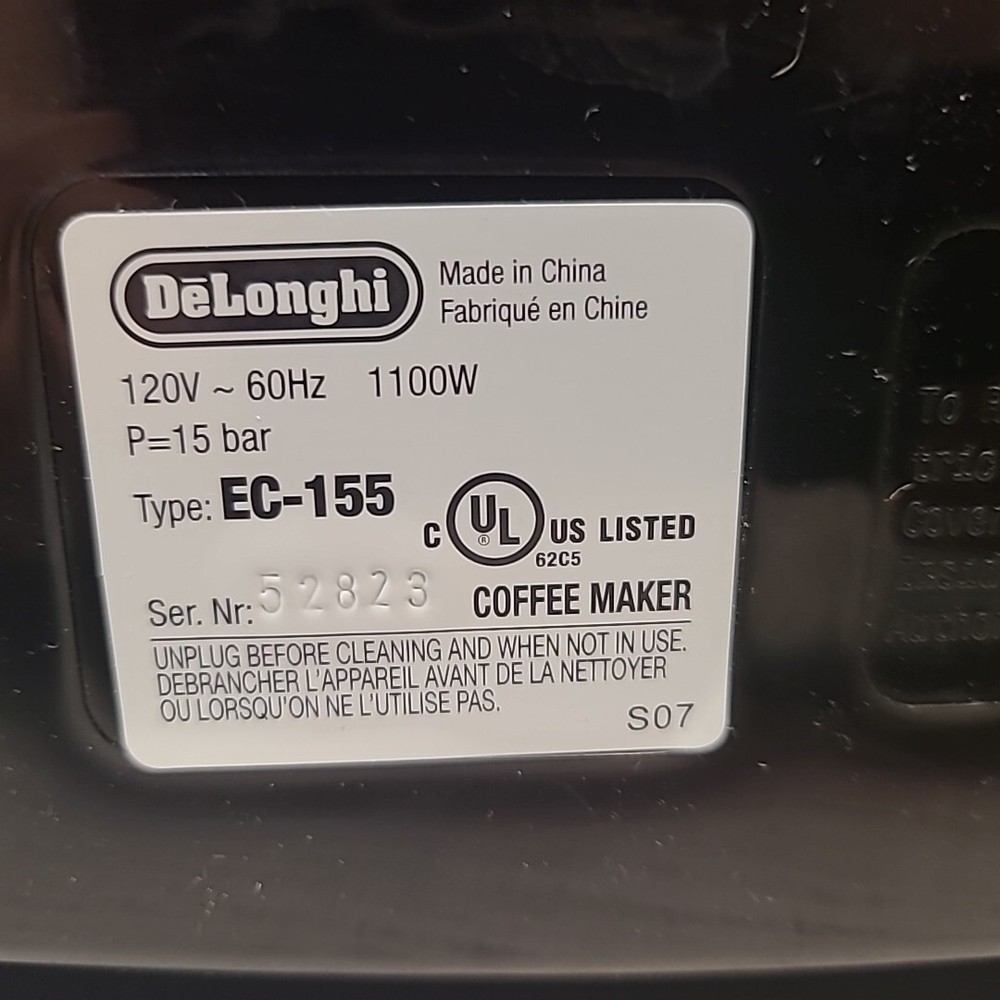 DēLonghi
Made in China
Fabriqué en Chine
120V ~ 60Hz 1100W
P=15 bar
Type: EC-155
C UL® US LISTED
62C5
Ser. Nr: 52823
COFFEE MAKER
UNPLUG BEFORE CLEANING AND WHEN NOT IN USE.
DEBRANCHER L'APPAREIL AVANT DE LA NETTOYER
OU LORSQU'ON NE L'UTILISE PAS.
S07
To